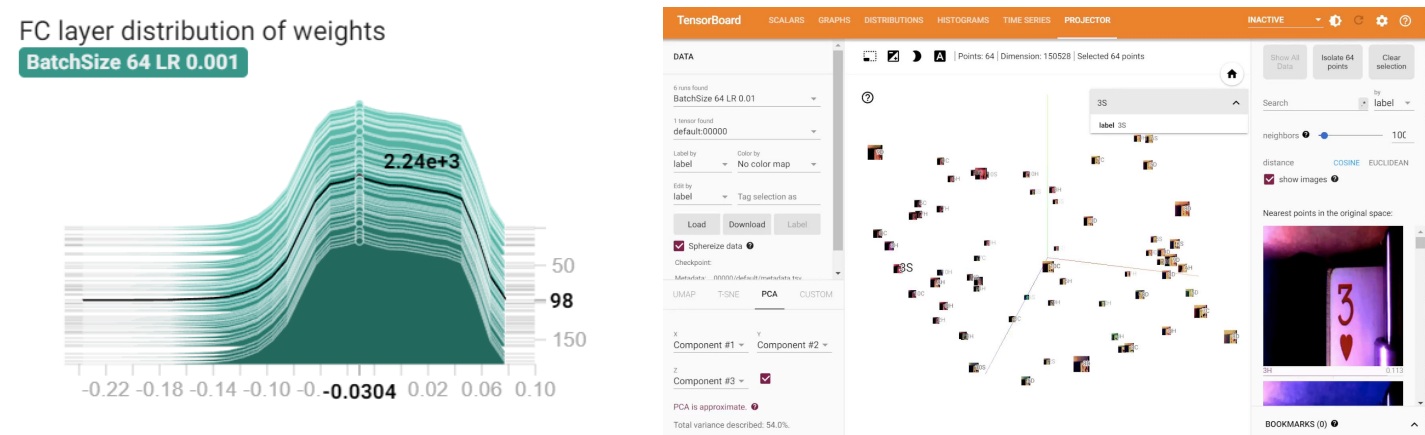 FC layer distribution of weights
BatchSize 64 LR 0.001
2.24e+3
50
98
150
-0.22 -0.18 -0.14 -0.10 -0. -0.0304 0.02 0.06 0.10
TensorBoard SCALARS GRAPHS DISTRIBUTIONS HISTOGRAMS TIME SERIES PROJECTOR INACTIVE
DATA
Points: 64 Dimension: 150528 Selected 64 points
6 runs found
BatchSize 64 LR 0.01
1 tensor found
default:00000
Label by Color by
label No color map
Edit by
label Tag selection as
Load Download Label
Sphereize data
Checkpoint:
Metadata: 00000/default/metadata.tsv
UMAP T-SNE PCA CUSTOM
X Y
Component #1 Component #2
Z
Component #3
PCA is approximate.
Total variance described: 54.0%.
A
3S
label 3S
3S
Show All Data
Isolate 64 points
Clear selection
Search .* by label
neighbors 100
distance COSINE EUCLIDEAN
show images
Nearest points in the original space:
3
3H 0.113
BOOKMARKS (0)